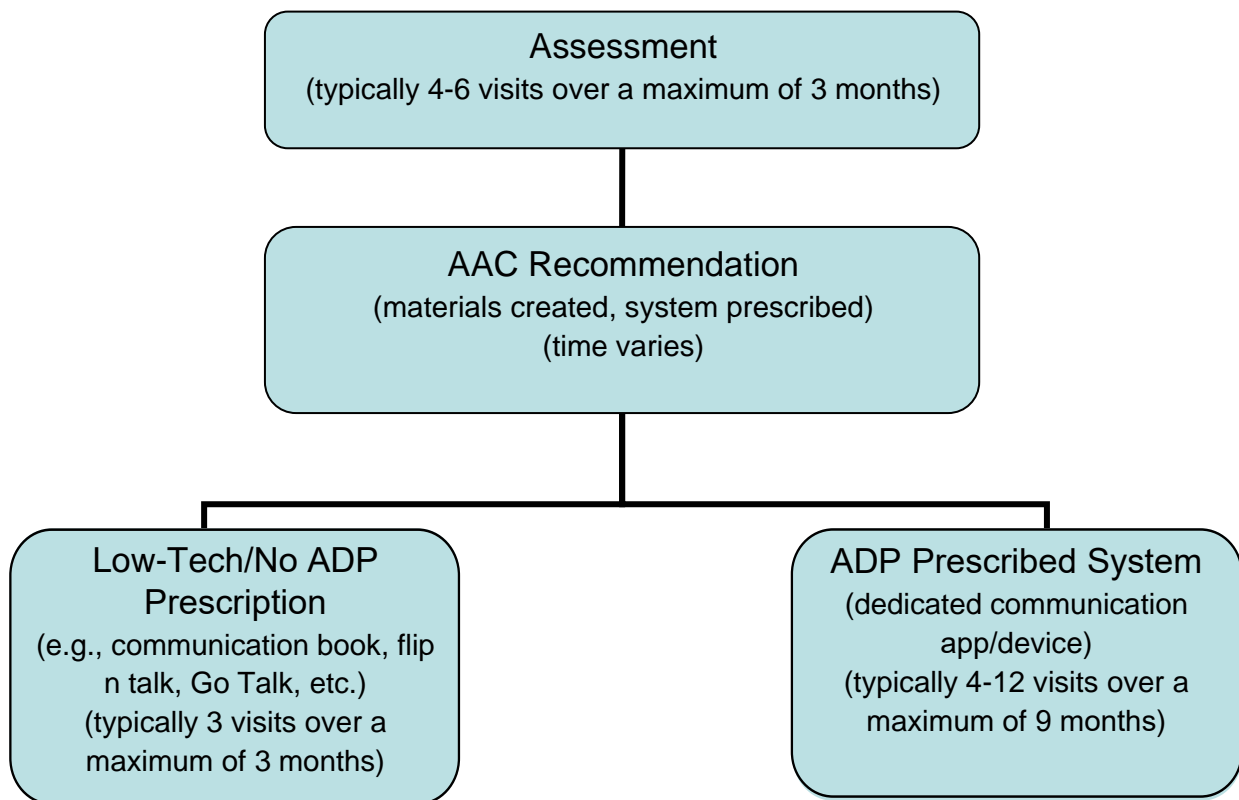 Assessment
(typically 4-6 visits over a maximum of 3 months)
AAC Recommendation
(materials created, system prescribed)
(time varies)
Low-Tech/No ADP
Prescription
(e.g., communication book, flip
n talk, Go Talk, etc.)
(typically 3 visits over a
maximum of 3 months)
ADP Prescribed System
(dedicated communication
app/device)
(typically 4-12 visits over a
maximum of 9 months)